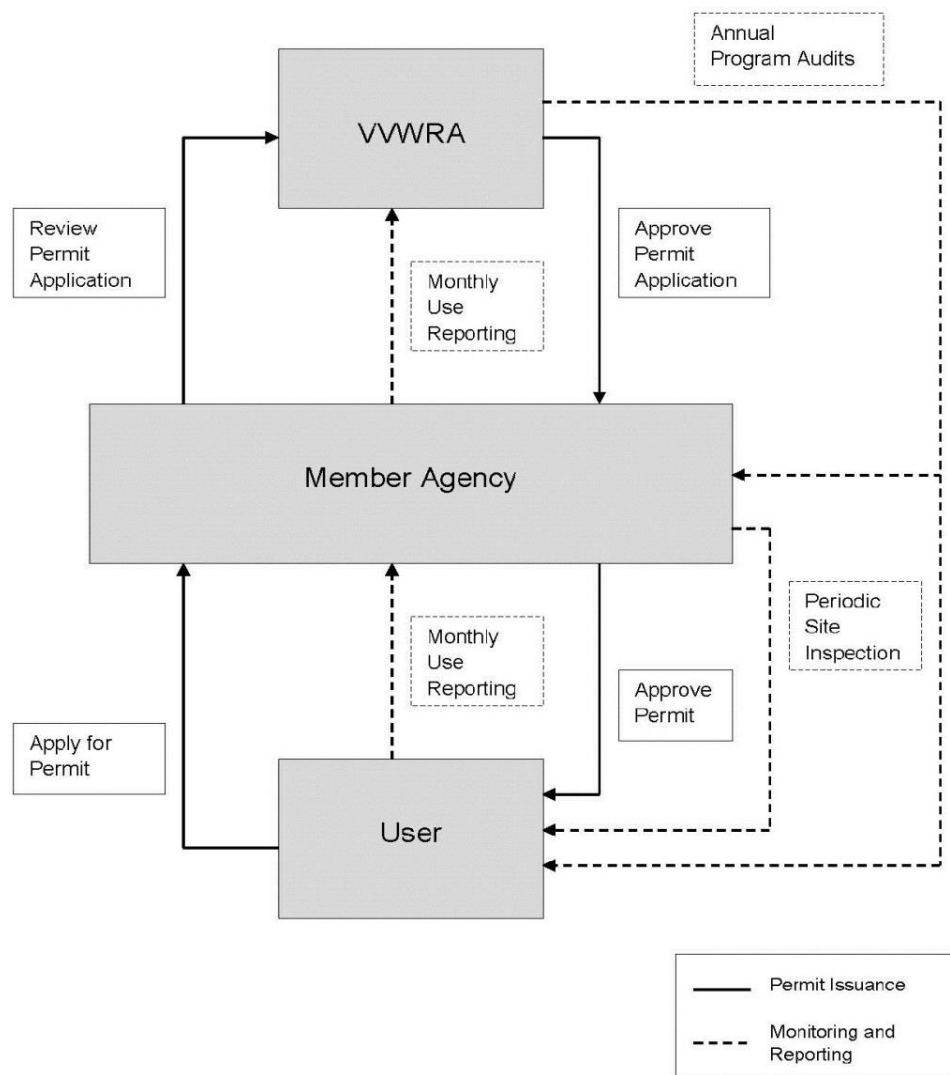 Annual
Program Audits
VVWRA
Review
Permit
Application
Approve
Permit
Application
Monthly
Use
Reporting
Member Agency
Periodic
Site
Inspection
Monthly
Use
Reporting
Approve
Permit
Apply for
Permit
User
Permit Issuance
Monitoring and
Reporting